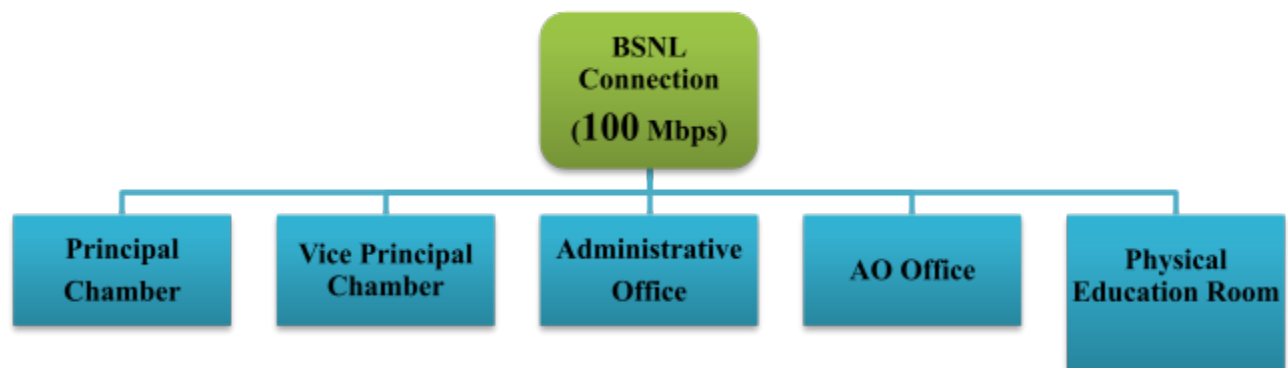 BSNL
Connection
(100 Mbps)
Principal
Chamber
Vice Principal
Chamber
Administrative
Office
AO Office
Physical
Education Room